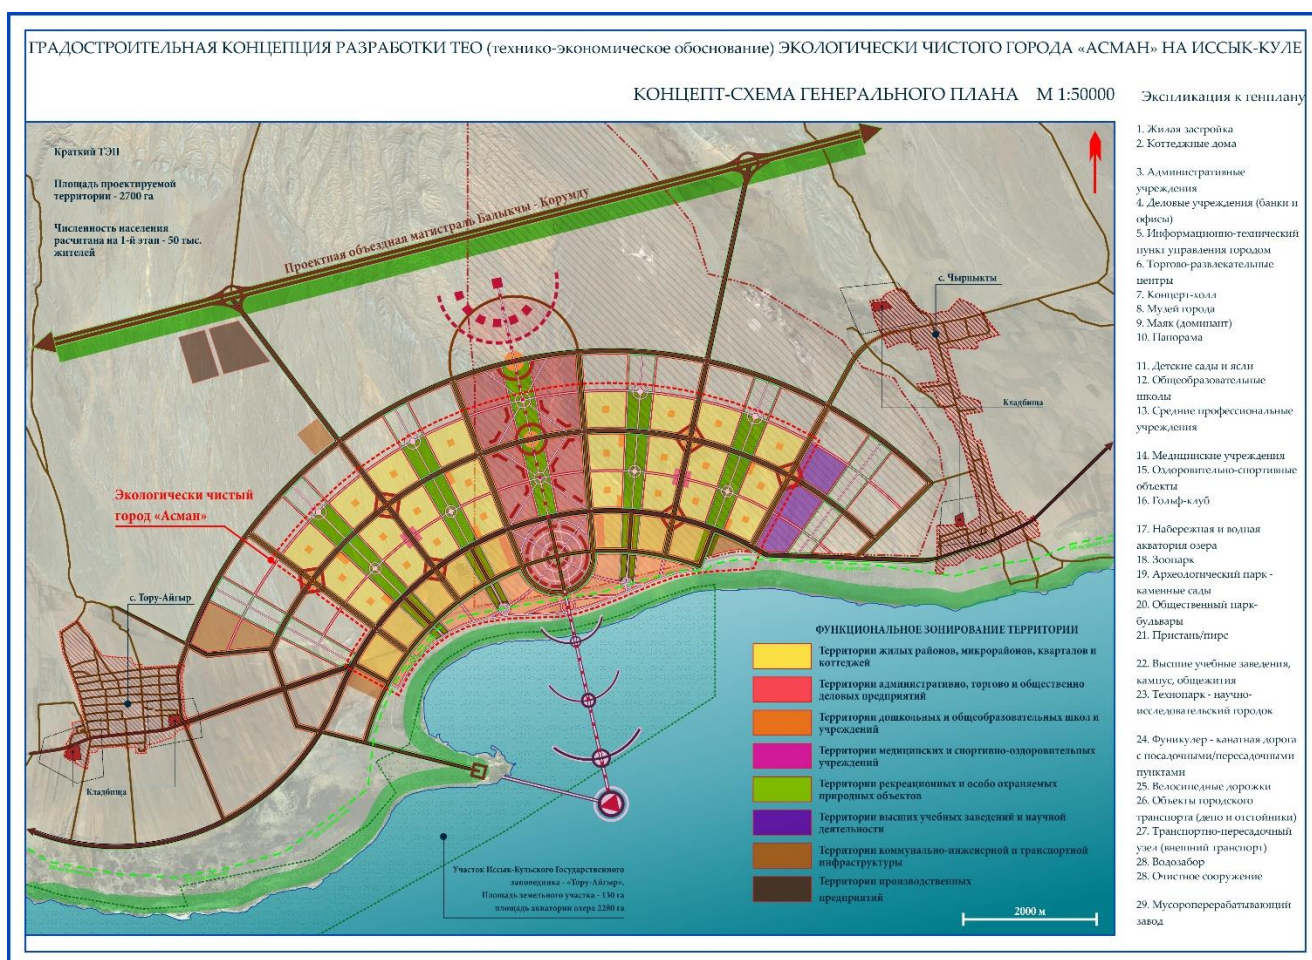 ГРАДОСТРОИТЕЛЬНАЯ КОНЦЕПЦИЯ РАЗРАБОТКИ ТЕО (технико-экономическое обоснование) ЭКОЛОГИЧЕСКИ ЧИСТОГО ГОРОДА «АСМАН» НА ИССЫК-КУЛЕ
КОНЦЕПТ-СХЕМА ГЕНЕРАЛЬНОГО ПЛАНА М 1:50000
Краткий ТЭП
Площадь проектируемой
территории - 2700 га
Численность населения
расчитана на 1-й этап - 50 тыс.
жителей
Проектная объездная магистраль Балыкчы - Корумду
с. Чырпыкты
Кладбища
Экологически чистый
город «Асман»
с. Тору-Айгыр
Кладбища
ФУНКЦИОНАЛЬНОЕ ЗОНИРОВАНИЕ ТЕРРИТОРИИ
Территории жилых районов, микрорайонов, кварталов и
коттеджей
Территории административно, торгово и общественно
деловых предприятий
Территории дошкольных и общеобразовательных школ и
учреждений
Территории медицинских и спортивно-оздоровительных
учреждений
Территории рекреационных и особо охраняемых
природных объектов
Территории высших учебных заведений и научной
деятельности
Территории коммунально-инженерной и транспортной
инфраструктуры
Территории производственных
предприятий
Участок Иссык-Кульского Государственного
заповедника - «Тору-Айгыр».
Площадь земельного участка - 130 га
площадь акватории озера 2280 га
2000 м
Экспликация к генплану
1. Жилая застройка
2. Коттеджные дома
3. Административные
учреждения
4. Деловые учреждения (банки и
офисы)
5. Информационно-технический
пункт управления городом
6. Торгово-развлекательные
центры
7. Концерт-холл
8. Музей города
9. Маяк (доминант)
10. Панорама
11. Детские сады и ясли
12. Общеобразовательные
школы
13. Средние профессиональные
учреждения
14. Медицинские учреждения
15. Оздоровительно-спортивные
объекты
16. Гольф-клуб
17. Набережная и водная
акватория озера
18. Зоопарк
19. Археологический парк -
каменные сады
20. Общественный парк-
бульвары
21. Пристань/пирс
22. Высшие учебные заведения,
кампус, общежития
23. Технопарк - научно-
исследовательский городок
24. Фуникулер - канатная дорога
с посадочными/пересадочными
пунктами
25. Велосипедные дорожки
26. Объекты городского
транспорта (депо и отстойники)
27. Транспортно-пересадочный
узел (внешний транспорт)
28. Водозабор
28. Очистное сооружение
29. Мусороперерабатывающий
завод